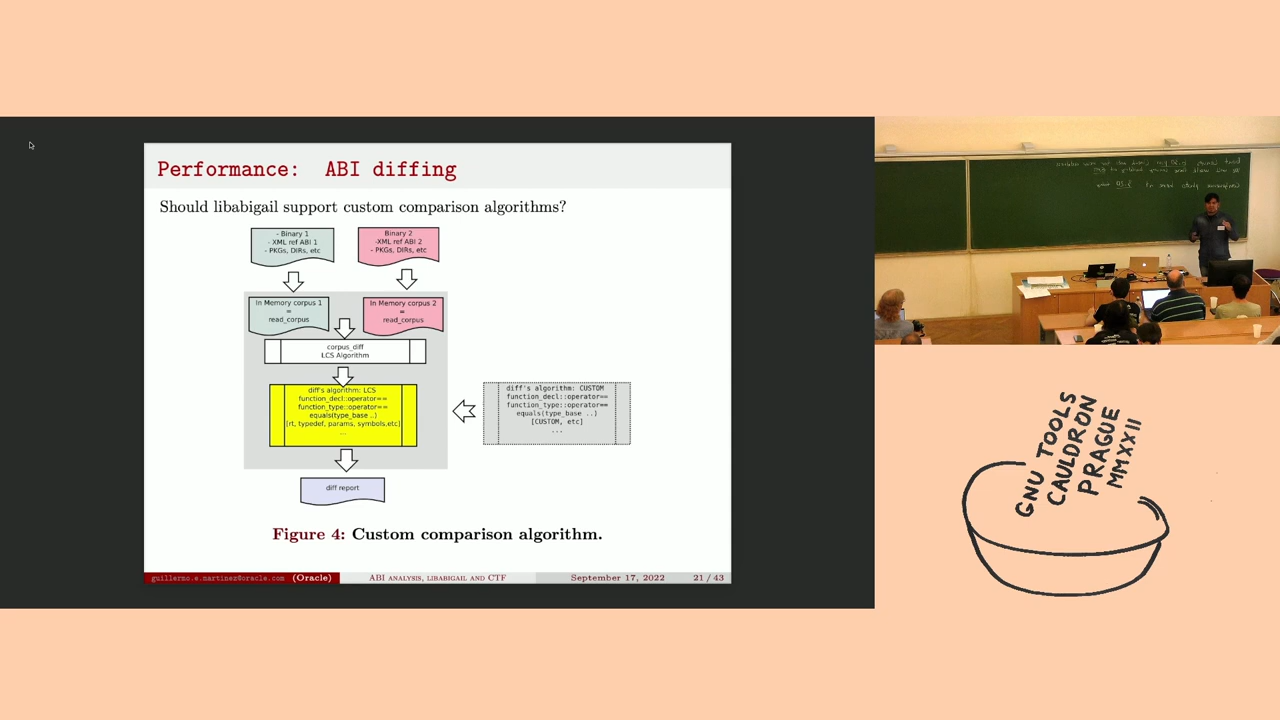 Performance: ABI diffing
Should libabigail support custom comparison algorithms?
- Binary 1
- XML ref ABI 1
- PKGs, DIRs, etc
Binary 2
-XML ref ABI 2
- PKGs, DIRs, etc
In Memory corpus 1
=
read_corpus
In Memory corpus 2
=
read_corpus
corpus_diff
LCS Algorithm
diff's algorithm: LCS
function_decl::operator==
function_type::operator==
equals(type_base ..)
[rt, typedef, params, symbols,etc]
...
diff's algorithm: CUSTOM
function_decl::operator==
function_type::operator==
equals(type_base ..)
[CUSTOM, etc]
...
diff report
Figure 4: Custom comparison algorithm.
guillermo.e.martinez@oracle.com (Oracle)
ABI ANALYSIS, LIBABIGAIL AND CTF
September 17, 2022
21 / 43
GNU TOOLS
CAULDRON
PRAGUE
MMXXII